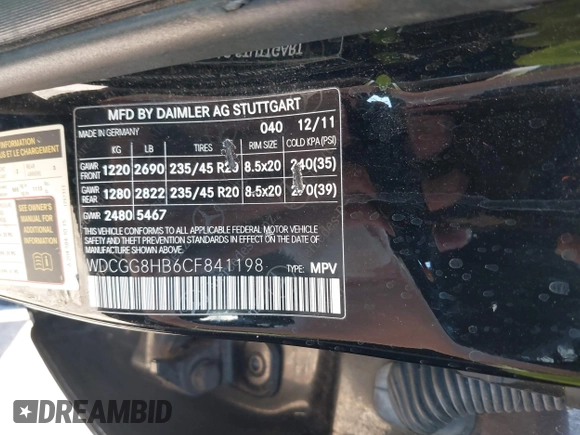 MFD BY DAIMLER AG STUTTGART
MADE IN GERMANY 040 12/11
KG LB TIRES RIM SIZE COLD KPA (PSI)
GAWR FRONT 1220 2690 235/45 R20 8.5x20 240(35)
GAWR REAR 1280 2822 235/45 R20 8.5x20 270(39)
GVWR 2480 5467
THIS VEHICLE CONFORMS TO ALL APPLICABLE FEDERAL MOTOR VEHICLE
SAFETY
THEFT PREVENTION STANDARDS IN EFFECT ON THE DATE OF
MANUFACTURE SHOWN ABOVE.
WDCGG8HB6CF841198 TYPE: MPV
SEE OWNER'S
MANUAL FOR
ADDITIONAL
INFORMATION
STUTTGART
DREAMBID